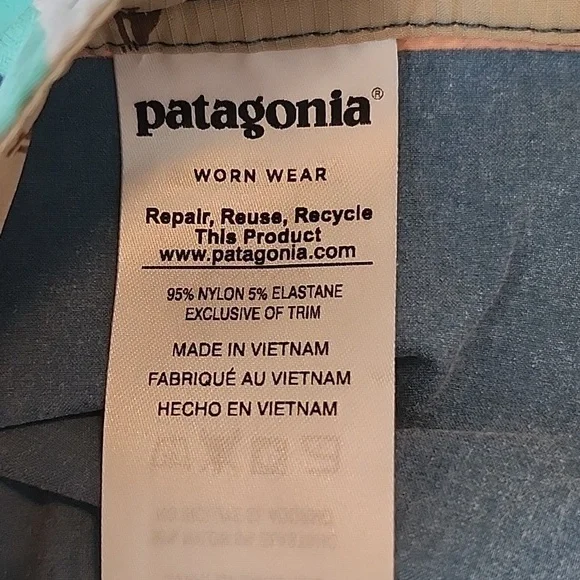 patagonia®
WORN WEAR
Repair, Reuse, Recycle
This Product
www.patagonia.com
95% NYLON 5% ELASTANE
EXCLUSIVE OF TRIM
MADE IN VIETNAM
FABRIQUÉ AU VIETNAM
HECHO EN VIETNAM